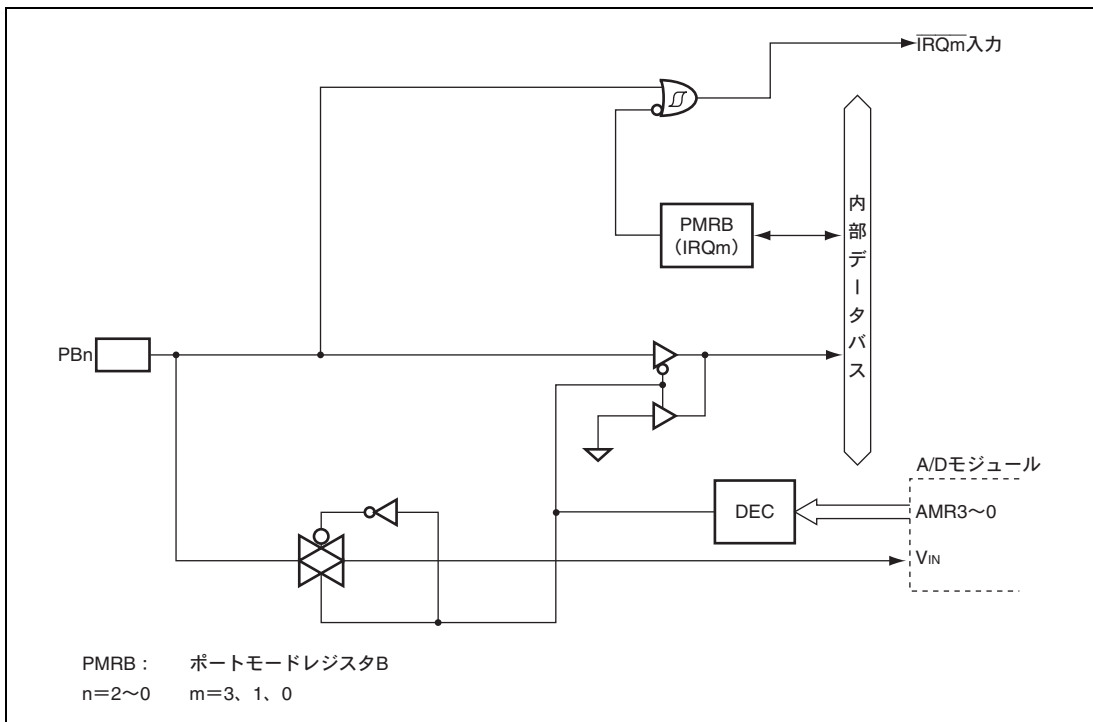 IRQm入力
PMRB
(IRQm)
内部データバス
PBn
A/Dモジュール
DEC
AMR3〜0
VIN
PMRB： ポートモードレジスタB
n＝2〜0 m＝3、1、0